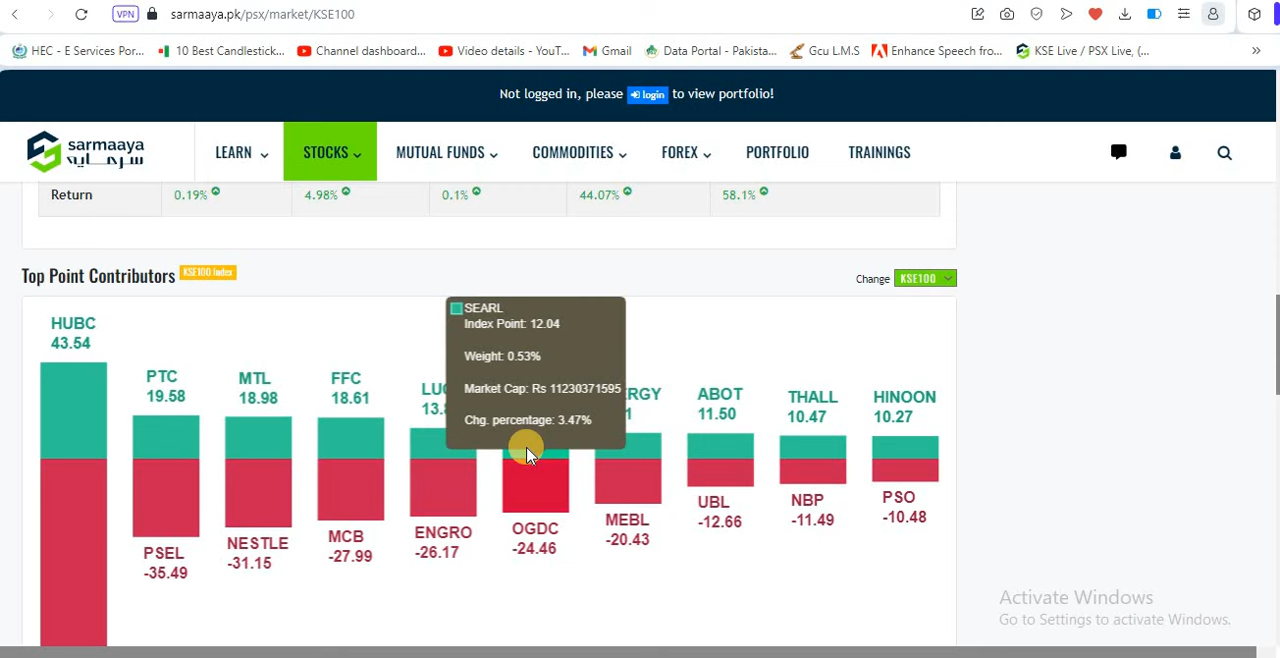 VPN sarmaaya.pk/psx/market/KSE100
HEC - E Services Por... 10 Best Candlestick... Channel dashboard... Video details - YouT... Gmail Data Portal - Pakista... Gcu L.M.S Enhance Speech fro... KSE Live / PSX Live, (... »
Not logged in, please login to view portfolio!
sarmaaya
سرمایہ
LEARN STOCKS MUTUAL FUNDS COMMODITIES FOREX PORTFOLIO TRAININGS
Return 0.19% 4.98% 0.1% 44.07% 58.1%
Top Point Contributors KSE100 Index
Change KSE100
SEARL
Index Point: 12.04
Weight: 0.53%
Market Cap: Rs 11230371595
Chg. percentage: 3.47%
HUBC
43.54
PTC
19.58
MTL
18.98
FFC
18.61
ABOT
11.50
THALL
10.47
HINOON
10.27
PSEL
-35.49
NESTLE
-31.15
MCB
-27.99
ENGRO
-26.17
OGDC
-24.46
MEBL
-20.43
UBL
-12.66
NBP
-11.49
PSO
-10.48
Activate Windows
Go to Settings to activate Windows.